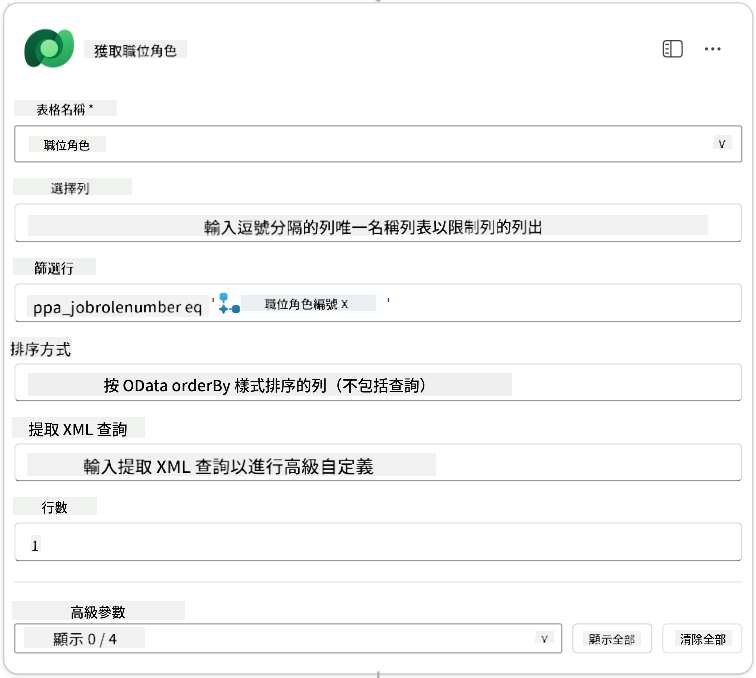 獲取職位角色
表格名稱 *
職位角色
選擇列
輸入逗號分隔的列唯一名稱列表以限制列的列出
篩選行
ppa_jobrolenumber eq ' 職位角色編號 X '
排序方式
按 OData orderBy 樣式排序的列（不包括查詢）
提取 XML 查詢
輸入提取 XML 查詢以進行高級自定義
行數
1
高級參數
顯示 0 / 4 v 顯示全部 清除全部